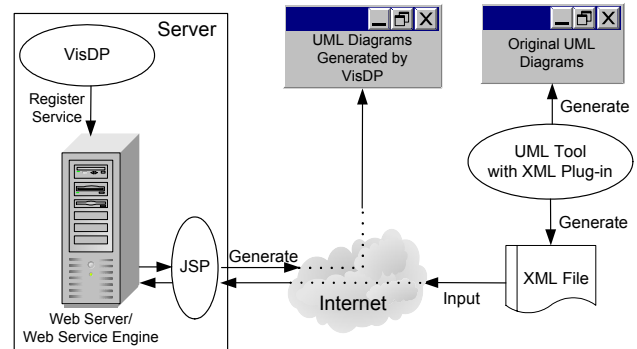 Server
VisDP
Register
Service
Web Server/
Web Service Engine
JSP
Generate
Internet
UML Diagrams
Generated by
VisDP
Original UML
Diagrams
Generate
UML Tool
with XML Plug-in
Generate
XML File
Input